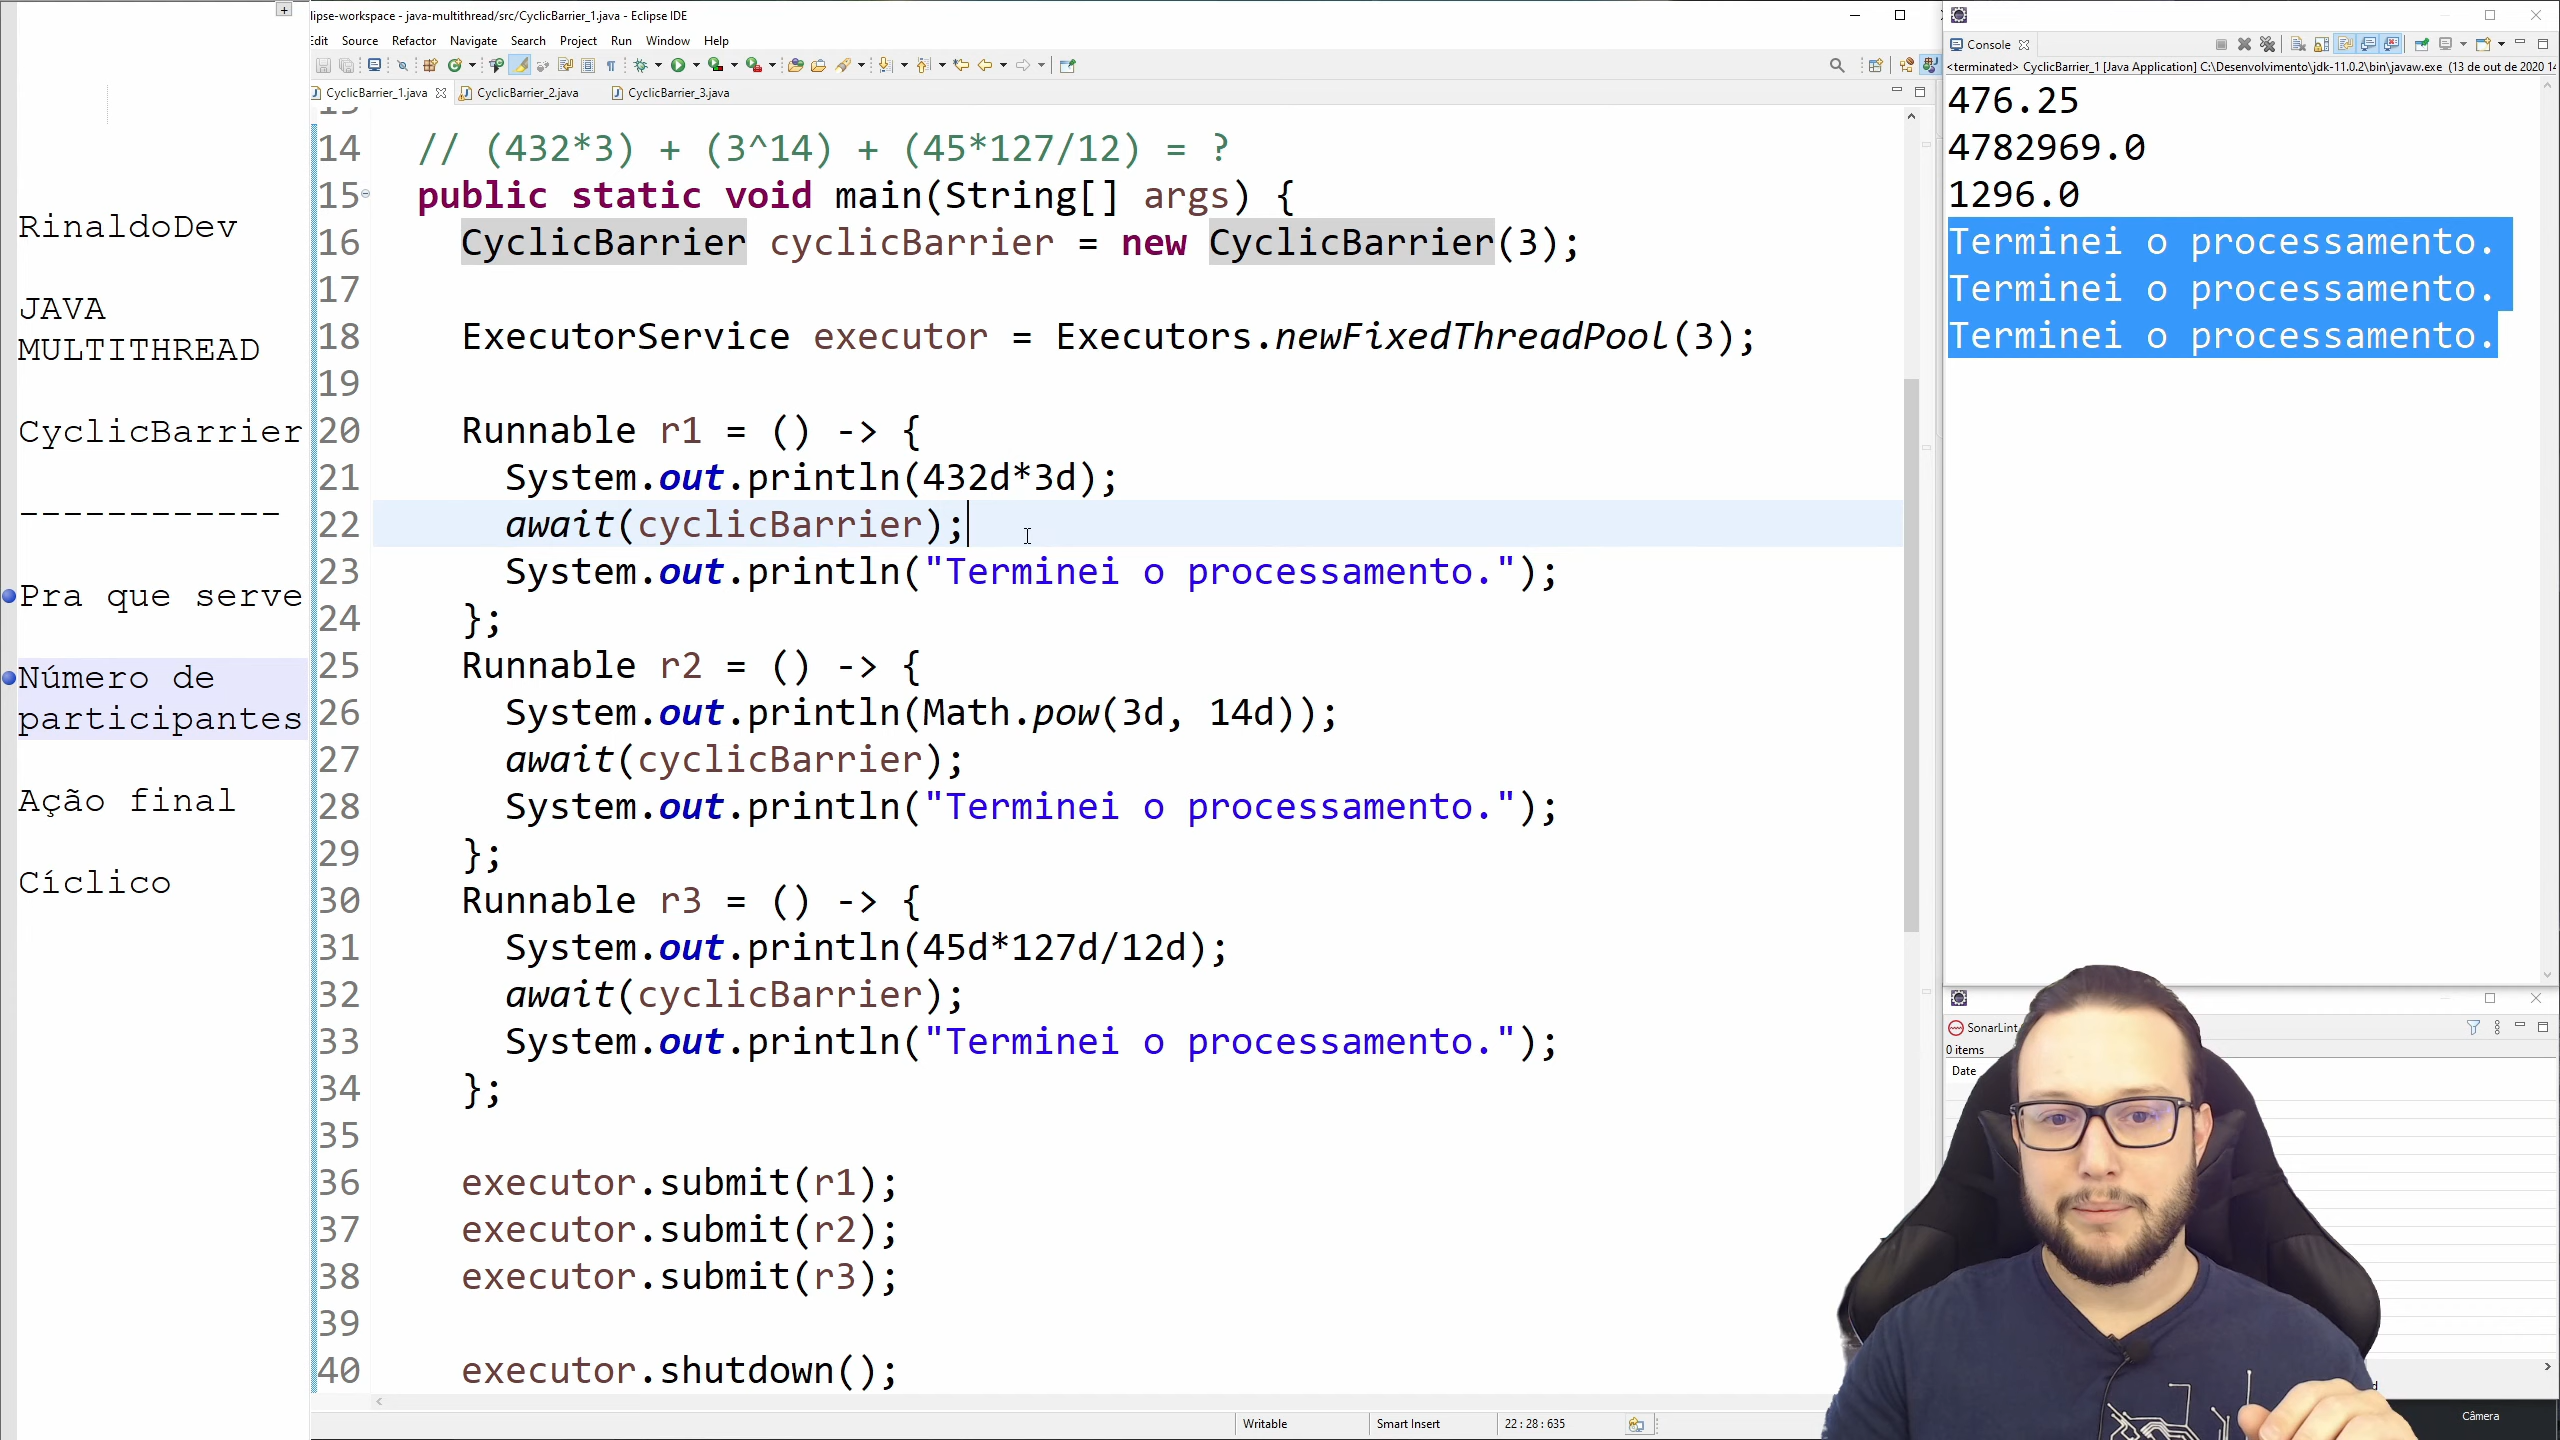 RinaldoDev
JAVA
MULTITHREAD
CyclicBarrier
------------
Pra que serve
Número de
participantes
Ação final
Cíclico
lipse-workspace - java-multithread/src/CyclicBarrier_1.java - Eclipse IDE
Edit Source Refactor Navigate Search Project Run Window Help
CyclicBarrier_1.java CyclicBarrier_2.java CyclicBarrier_3.java
14 // (432*3) + (3^14) + (45*127/12) = ?
15 public static void main(String[] args) {
16 CyclicBarrier cyclicBarrier = new CyclicBarrier(3);
17
18 ExecutorService executor = Executors.newFixedThreadPool(3);
19
20 Runnable r1 = () -> {
21 System.out.println(432d*3d);
22 await(cyclicBarrier);
23 System.out.println("Terminei o processamento.");
24 };
25 Runnable r2 = () -> {
26 System.out.println(Math.pow(3d, 14d));
27 await(cyclicBarrier);
28 System.out.println("Terminei o processamento.");
29 };
30 Runnable r3 = () -> {
31 System.out.println(45d*127d/12d);
32 await(cyclicBarrier);
33 System.out.println("Terminei o processamento.");
34 };
35
36 executor.submit(r1);
37 executor.submit(r2);
38 executor.submit(r3);
39
40 executor.shutdown();
Writable Smart Insert 22 : 28 : 635
Console
<terminated> CyclicBarrier_1 [Java Application] C:\Desenvolvimento\jdk-11.0.2\bin\javaw.exe (13 de out de 2020 14
476.25
4782969.0
1296.0
Terminei o processamento.
Terminei o processamento.
Terminei o processamento.
SonarLint
0 items
Date
Câmera